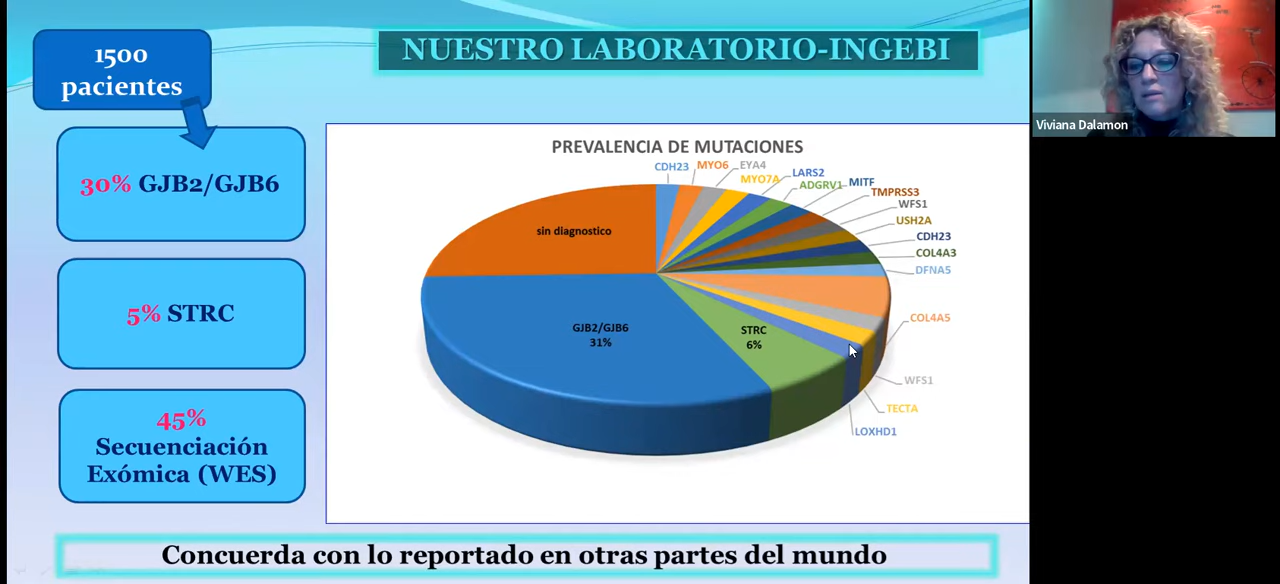 1500
pacientes
NUESTRO LABORATORIO-INGEBI
Viviana Dalamon
30% GJB2/GJB6
5% STRC
45%
Secuenciación
Exómica (WES)
PREVALENCIA DE MUTACIONES
CDH23
MYO6
EYA4
MYO7A
LARS2
ADGRV1
MITF
TMPRSS3
WFS1
USH2A
CDH23
COL4A3
DFNA5
COL4A5
WFS1
TECTA
LOXHD1
sin diagnostico
GJB2/GJB6
31%
STRC
6%
Concuerda con lo reportado en otras partes del mundo